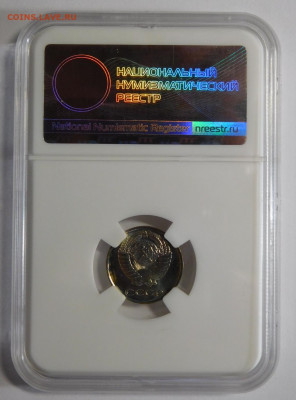 COINS.LAVE.RU
НАЦИОНАЛЬНЫЙ
НУМИЗМАТИЧЕСКИЙ
РЕЕСТР
National Numismatic Register nreestr.ru